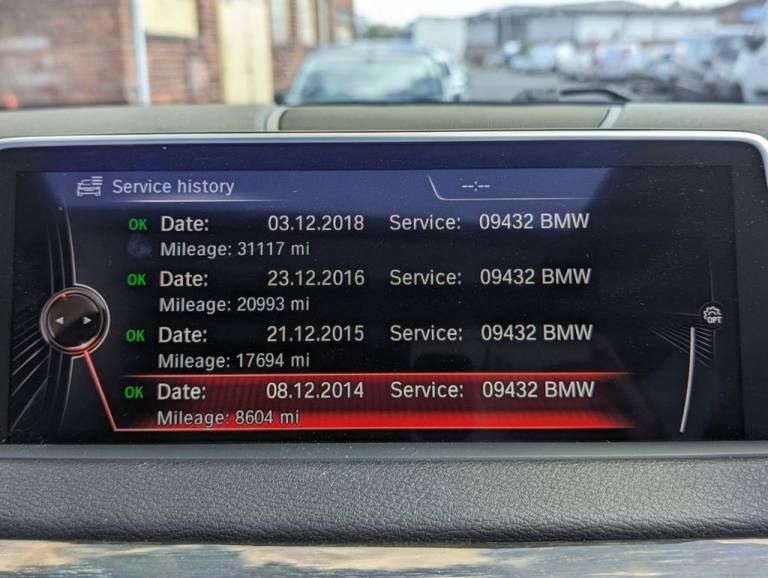 Service history --:--
OK Date: 03.12.2018 Service: 09432 BMW
Mileage: 31117 mi
OK Date: 23.12.2016 Service: 09432 BMW
Mileage: 20993 mi
OK Date: 21.12.2015 Service: 09432 BMW
Mileage: 17694 mi
OPT
OK Date: 08.12.2014 Service: 09432 BMW
Mileage: 8604 mi